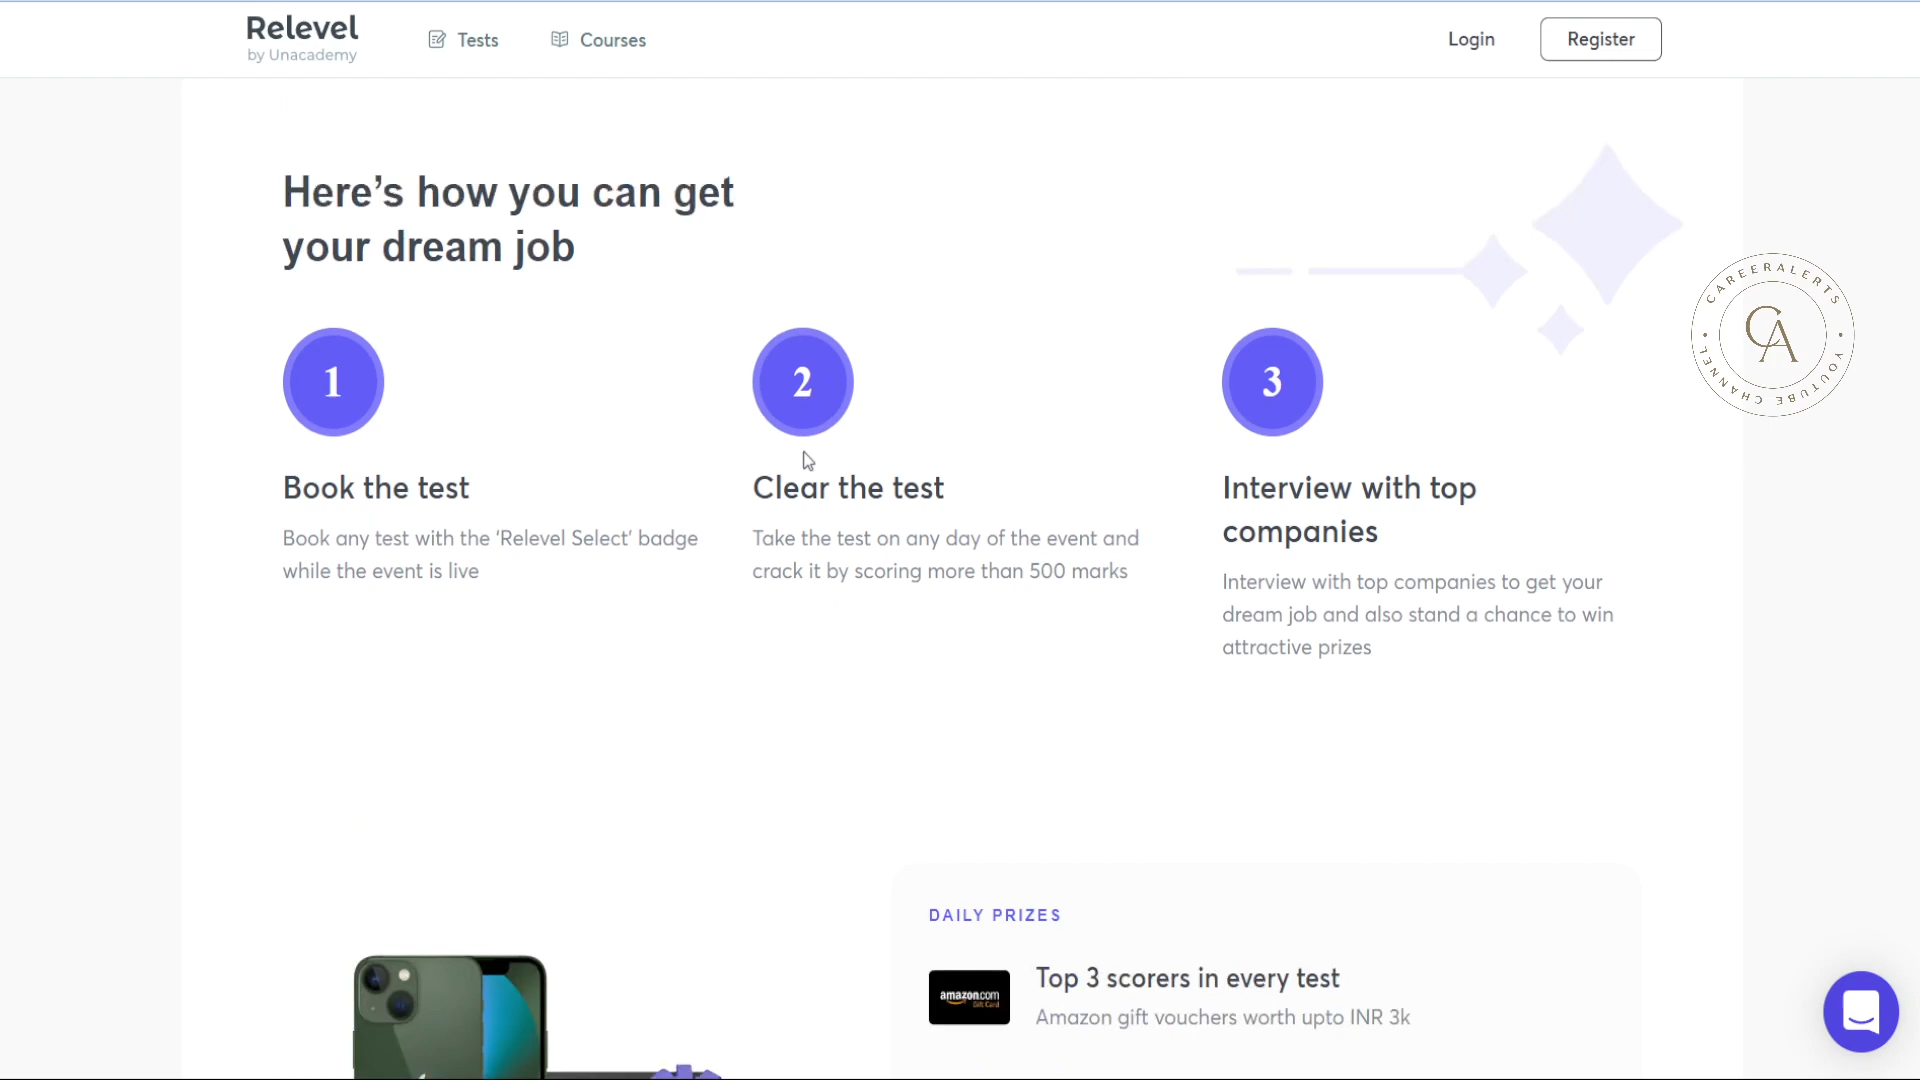 Relevel
by Unacademy
Tests
Courses
Login
Register
Here’s how you can get
your dream job
1
2
3
Book the test
Book any test with the ‘Relevel Select’ badge
while the event is live
Clear the test
Take the test on any day of the event and
crack it by scoring more than 500 marks
Interview with top
companies
Interview with top companies to get your
dream job and also stand a chance to win
attractive prizes
CAREERALERTS
CA
YOUTUBE CHANNEL
DAILY PRIZES
amazon.com
Gift Card
Top 3 scorers in every test
Amazon gift vouchers worth upto INR 3k